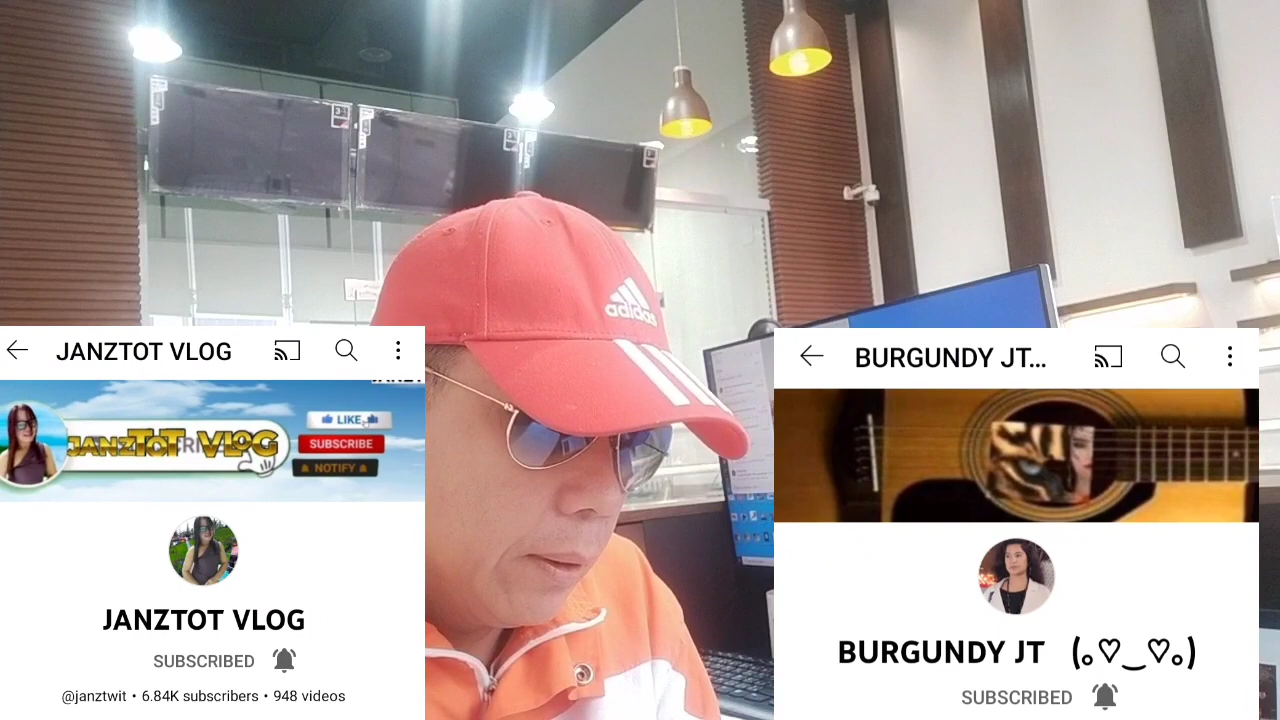 adidas
JANZTOT VLOG
JANZTOT VLOG
LIKE
SUBSCRIBE
NOTIFY
JANZTOT VLOG
SUBSCRIBED
@janztwit • 6.84K subscribers • 948 videos
BURGUNDY JT...
BURGUNDY JT (｡♡‿♡｡)
SUBSCRIBED